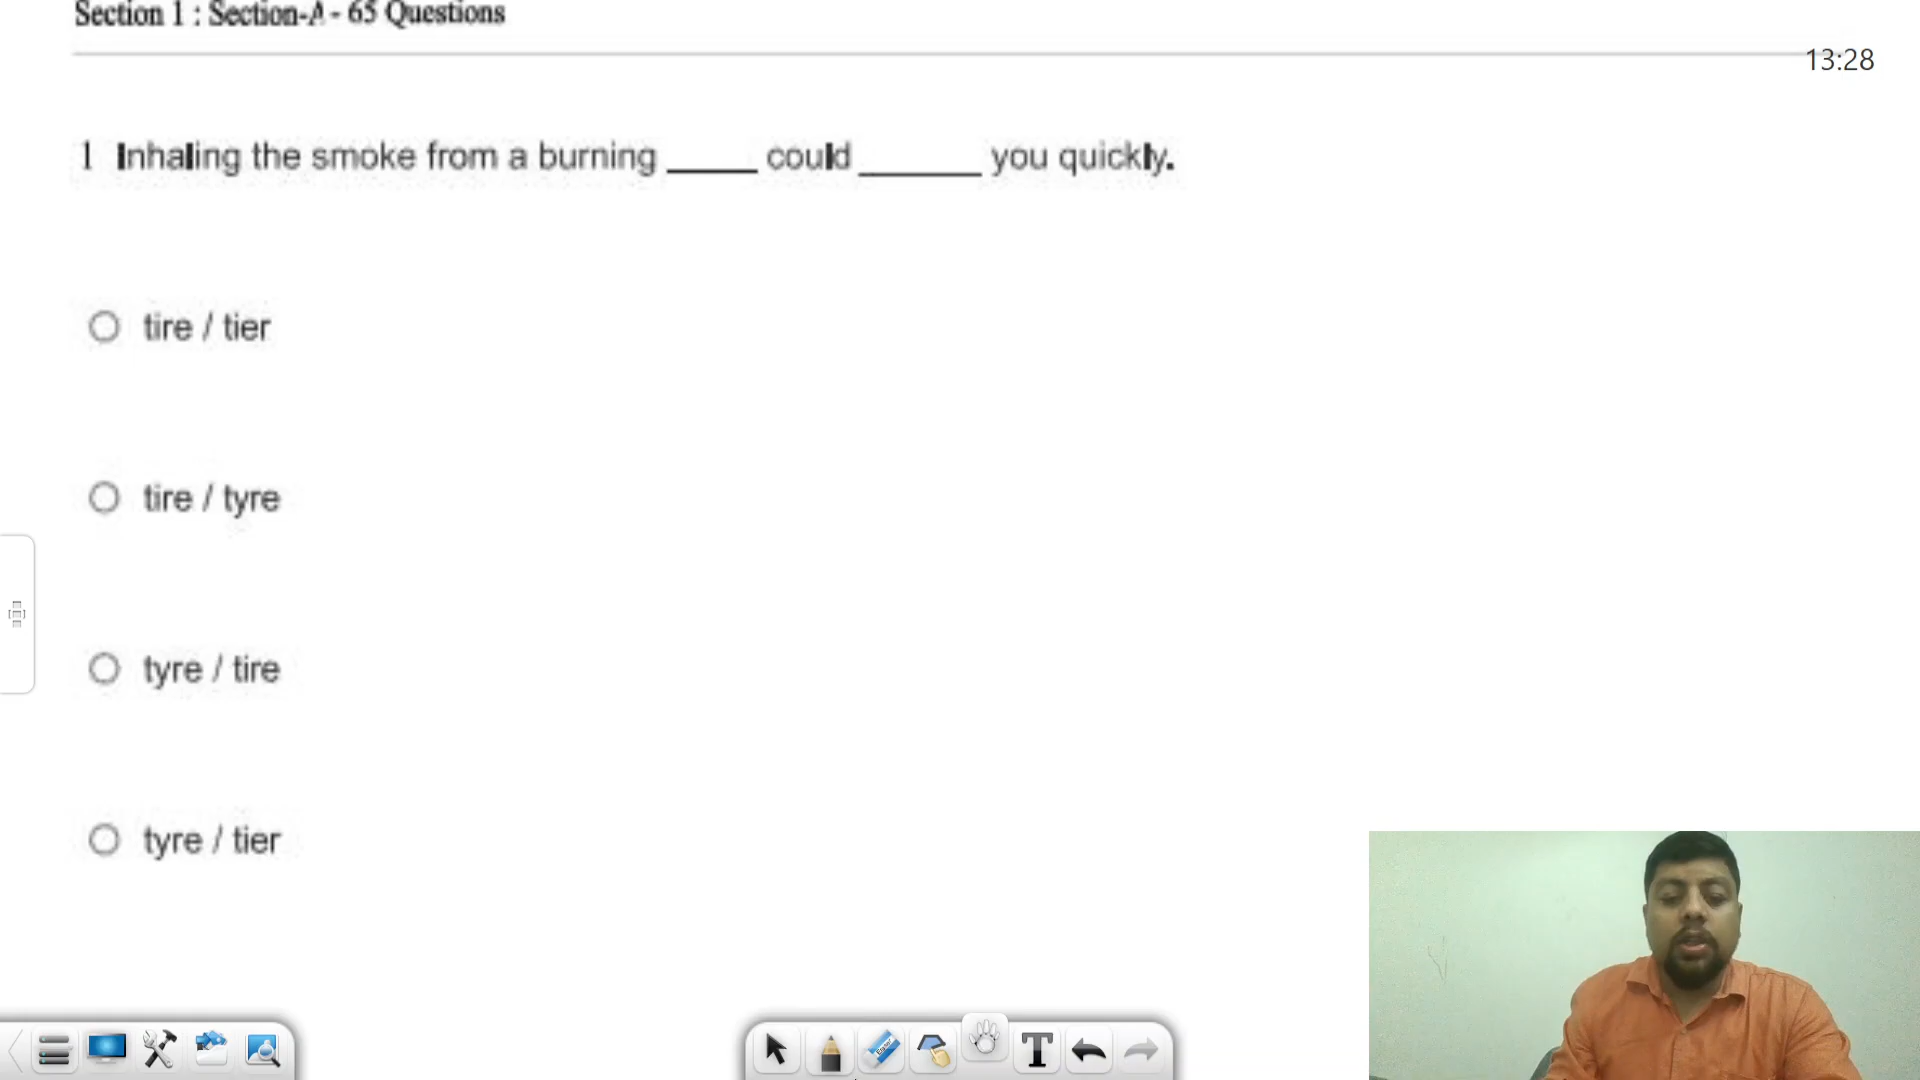 Section 1 : Section-A - 65 Questions
13:28
1 Inhaling the smoke from a burning _____ could _______ you quickly.
tire / tier
tire / tyre
tyre / tire
tyre / tier
T